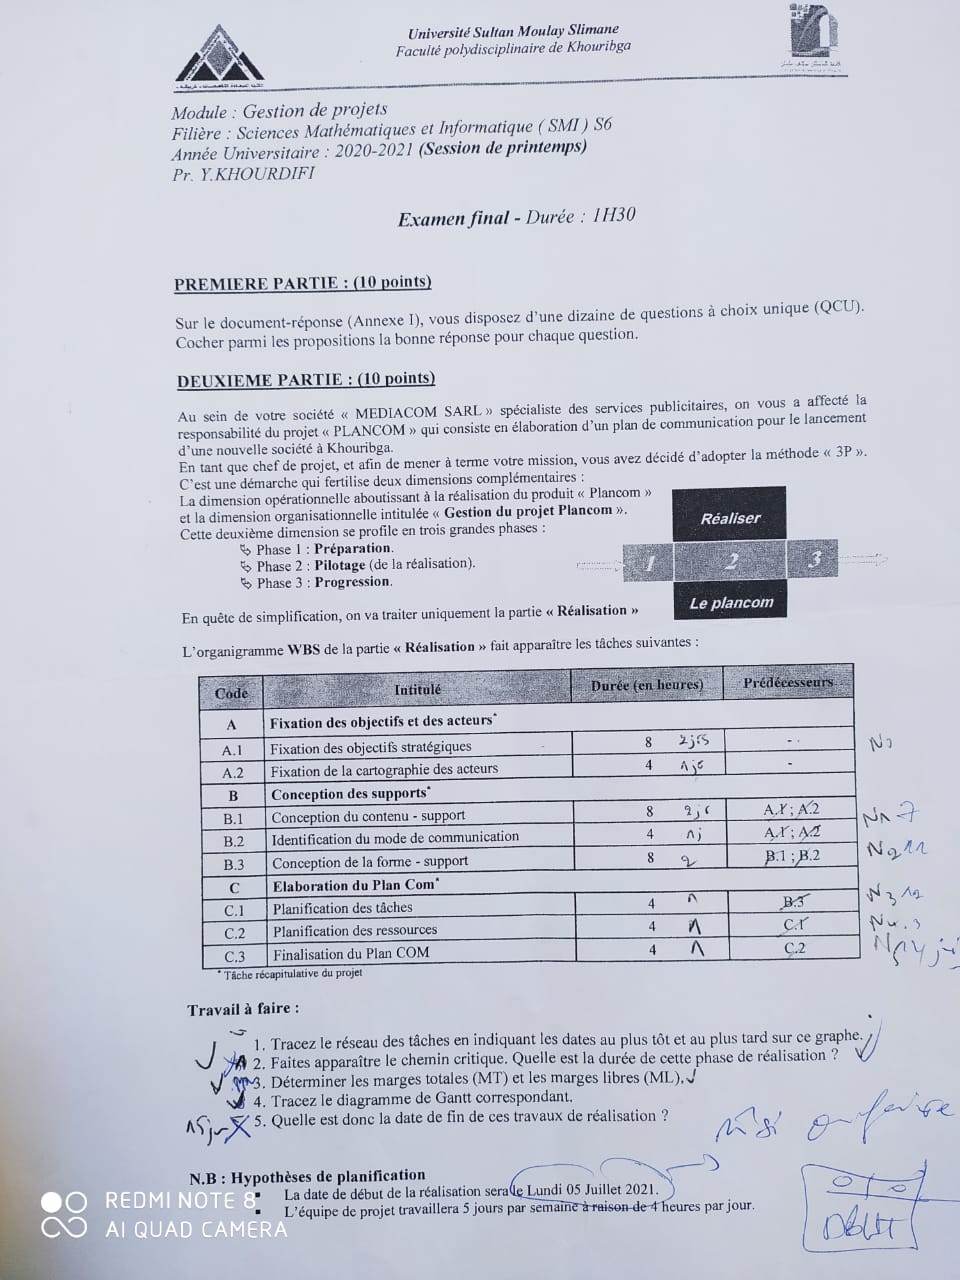 Université Sultan Moulay Slimane
Faculté polydisciplinaire de Khouribga
Module : Gestion de projets
Filière : Sciences Mathématiques et Informatique ( SMI ) S6
Année Universitaire : 2020-2021 (Session de printemps)
Pr. Y.KHOURDIFI
Examen final - Durée : 1H30
PREMIERE PARTIE : (10 points)
Sur le document-réponse (Annexe I), vous disposez d'une dizaine de questions à choix unique (QCU).
Cocher parmi les propositions la bonne réponse pour chaque question.
DEUXIEME PARTIE : (10 points)
Au sein de votre société « MEDIACOM SARL » spécialiste des services publicitaires, on vous a affecté la
responsabilité du projet « PLANCOM » qui consiste en élaboration d'un plan de communication pour le lancement
d'une nouvelle société à Khouribga.
En tant que chef de projet, et afin de mener à terme votre mission, vous avez décidé d'adopter la méthode « 3P ».
C'est une démarche qui fertilise deux dimensions complémentaires :
La dimension opérationnelle aboutissant à la réalisation du produit « Plancom »
et la dimension organisationnelle intitulée « Gestion du projet Plancom ».
Cette deuxième dimension se profile en trois grandes phases :
Phase 1 : Préparation.
Phase 2 : Pilotage (de la réalisation).
Phase 3 : Progression.
Réaliser
1 2 3
Le plancom
En quête de simplification, on va traiter uniquement la partie « Réalisation »
L'organigramme WBS de la partie « Réalisation » fait apparaître les tâches suivantes :
Code Intitulé Durée (en heures) Prédécesseurs
A Fixation des objectifs et des acteurs*
A.1 Fixation des objectifs stratégiques 8 -
A.2 Fixation de la cartographie des acteurs 4 -
B Conception des supports*
B.1 Conception du contenu - support 8 A.1 ; A.2
B.2 Identification du mode de communication 4 A.1 ; A.2
B.3 Conception de la forme - support 8 2 B.1 ; B.2
C Elaboration du Plan Com*
C.1 Planification des tâches 4 B.3
C.2 Planification des ressources 4 C.1
C.3 Finalisation du Plan COM 4 C.2
* Tâche récapitulative du projet
Travail à faire :
1. Tracez le réseau des tâches en indiquant les dates au plus tôt et au plus tard sur ce graphe.
2. Faites apparaître le chemin critique. Quelle est la durée de cette phase de réalisation ?
3. Déterminer les marges totales (MT) et les marges libres (ML).
4. Tracez le diagramme de Gantt correspondant.
5. Quelle est donc la date de fin de ces travaux de réalisation ?
N.B : Hypothèses de planification
La date de début de la réalisation sera le Lundi 05 Juillet 2021.
L'équipe de projet travaillera 5 jours par semaine à raison de 4 heures par jour.
Début
REDMI NOTE 8
AI QUAD CAMERA